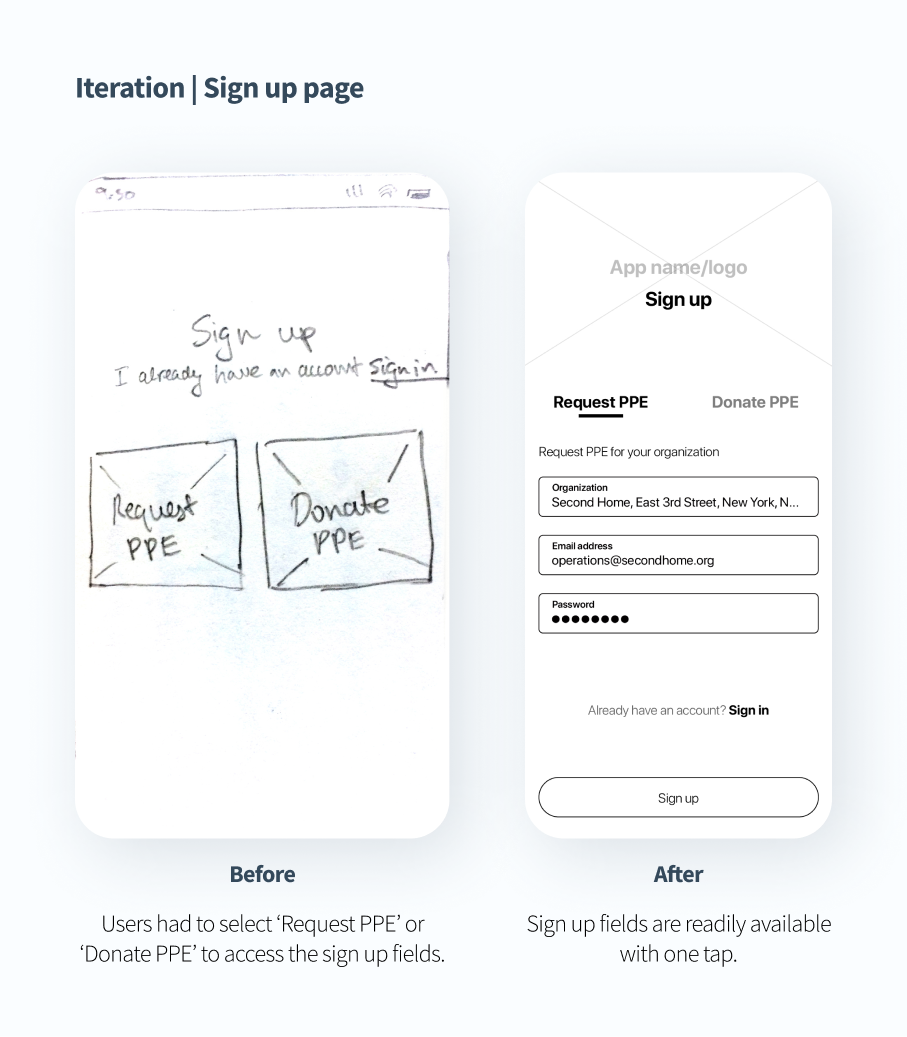 Iteration | Sign up page
9:50
Sign up
I already have an account sign in
Request
PPE
Donate
PPE
Before
Users had to select ‘Request PPE’ or
‘Donate PPE’ to access the sign up fields.
App name/logo
Sign up
Request PPE
Donate PPE
Request PPE for your organization
Organization
Second Home, East 3rd Street, New York, N...
Email address
operations@secondhome.org
Password
Already have an account? Sign in
Sign up
After
Sign up fields are readily available
with one tap.